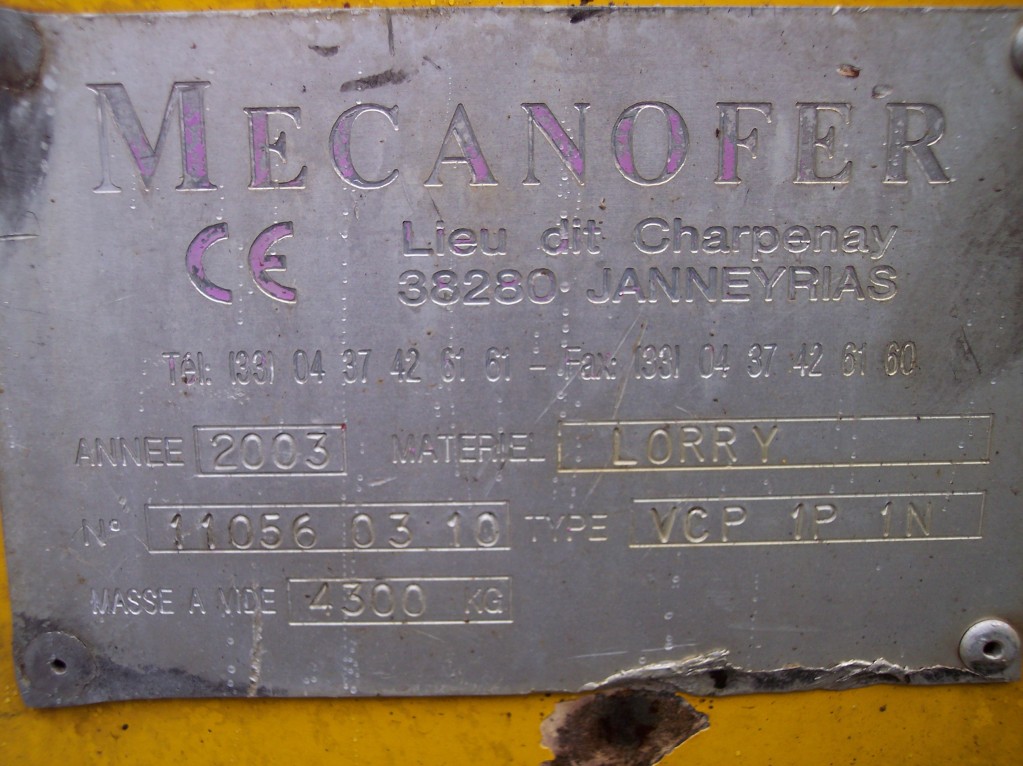 MECANOFER
CE Lieu dit Charpenay
38280 JANNEYRIAS
Tél: (33) 04 37 42 61 61 - Fax: (33) 04 37 42 61 60
ANNEE 2003 MATERIEL LORRY
N° 11056 03 10 TYPE VCP 1P 1N
MASSE A VIDE 4300 KG